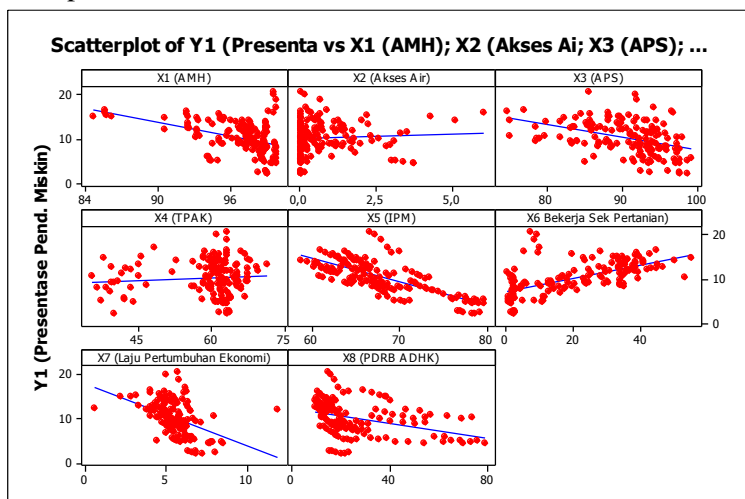 Scatterplot of Y1 (Presenta vs X1 (AMH); X2 (Akses Ai; X3 (APS); ...
X1 (AMH) X2 (Akses Air) X3 (APS)
20
10
0
84 90 96 0,0 2,5 5,0 80 90 100
X4 (TPAK) X5 (IPM) X6 Bekerja Sek Pertanian)
20
10
0
45 60 75 60 70 80 0 20 40
X7 (Laju Pertumbuhan Ekonomi) X8 (PDRB ADHK)
20
10
0
0 5 10 0 40 80
Y1 (Presentase Pend. Miskin)